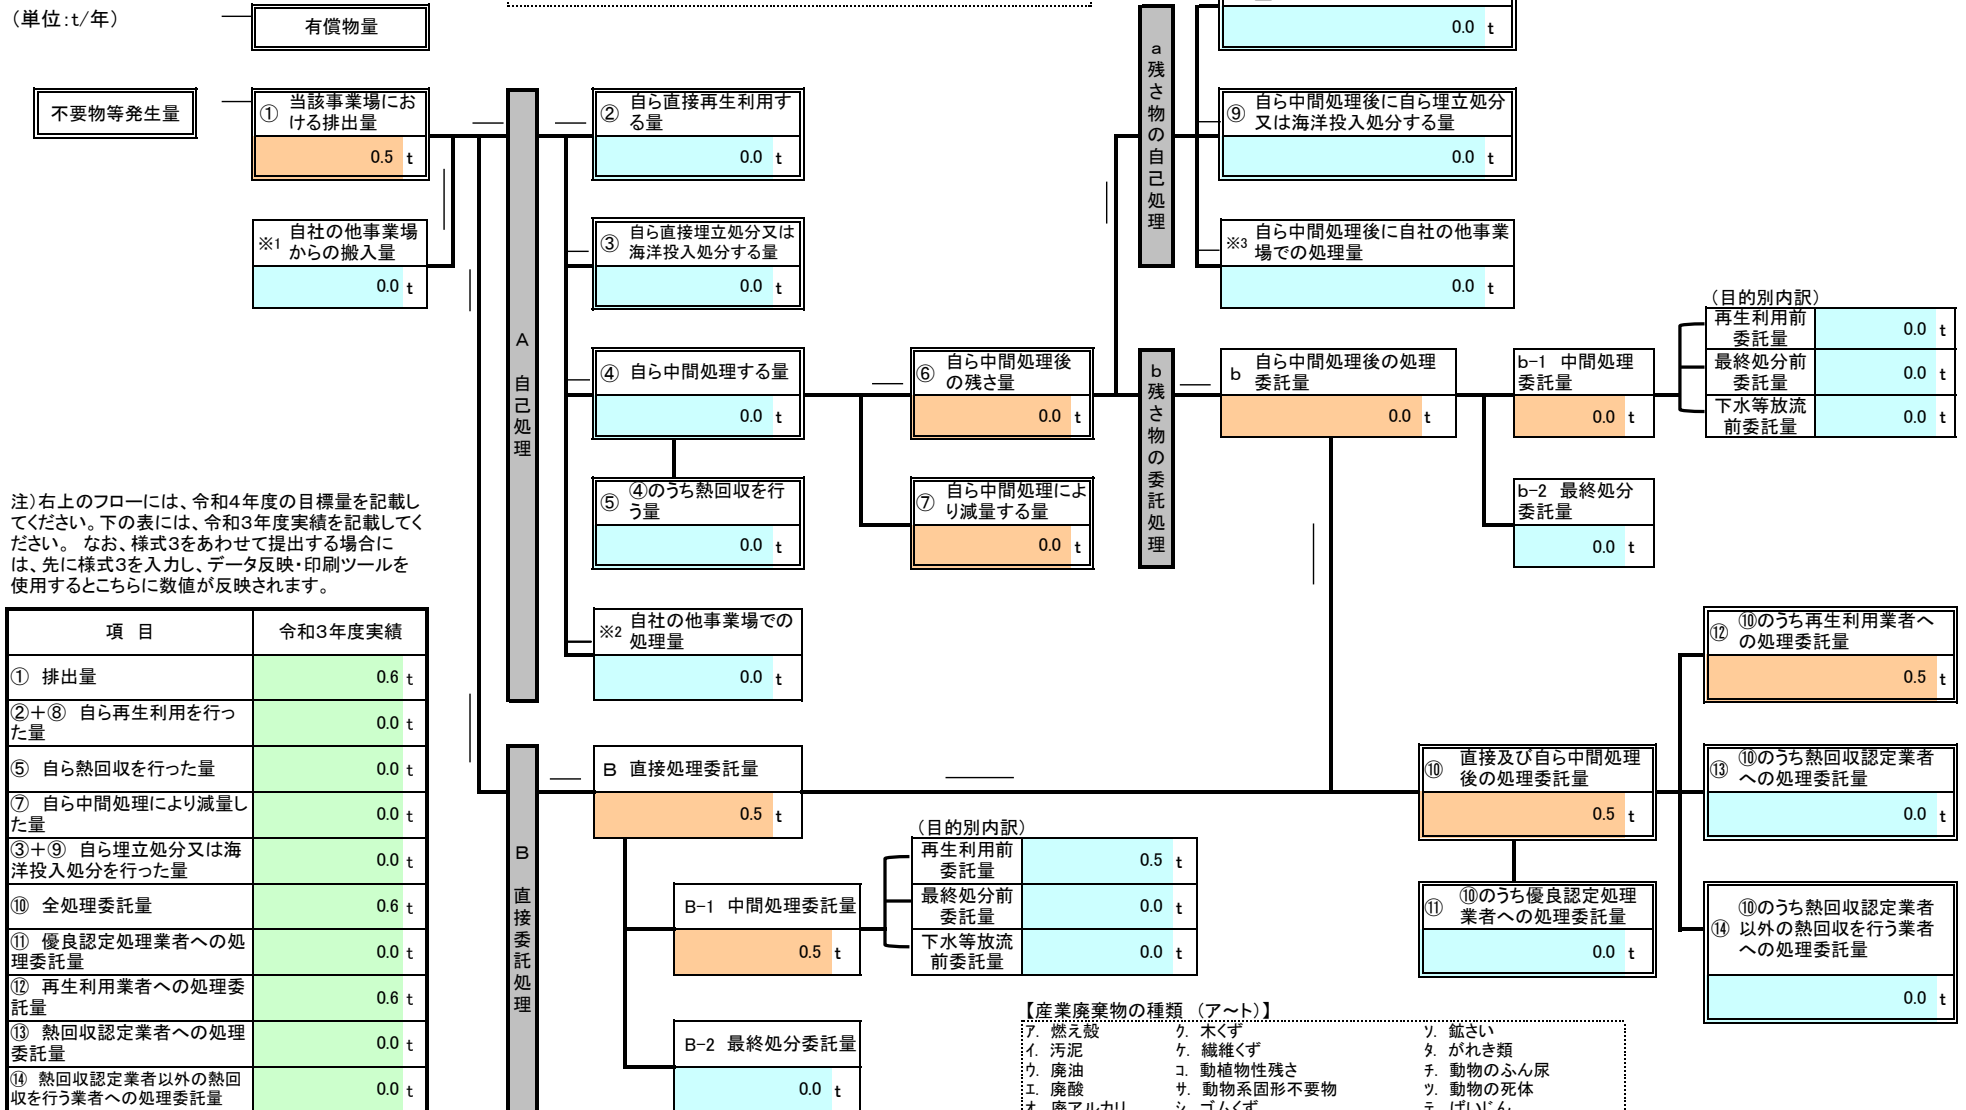 （単位:t/年）
有償物量
0.0 t
不要物等発生量
① 当該事業場にお
ける排出量
0.5 t
※1 自社の他事業場
からの搬入量
0.0 t
A 自己処理
② 自ら直接再生利用す
る量
0.0 t
③ 自ら直接埋立処分又は
海洋投入処分する量
0.0 t
④ 自ら中間処理する量
0.0 t
⑤ ④のうち熱回収を行
う量
0.0 t
※2 自社の他事業場での
処理量
0.0 t
⑥ 自ら中間処理後
の残さ量
0.0 t
⑦ 自ら中間処理によ
り減量する量
0.0 t
a 残さ物の自己処理
⑨ 自ら中間処理後に自ら埋立処分
又は海洋投入処分する量
0.0 t
※3 自ら中間処理後に自社の他事業
場での処理量
0.0 t
b 残さ物の委託処理
b 自ら中間処理後の処理
委託量
0.0 t
b-1 中間処理
委託量
0.0 t
b-2 最終処分
委託量
0.0 t
（目的別内訳）
再生利用前
委託量
0.0 t
最終処分前
委託量
0.0 t
下水等放流
前委託量
0.0 t
注）右上のフローには、令和４年度の目標量を記載し
てください。下の表には、令和３年度実績を記載してく
ださい。 なお、様式３をあわせて提出する場合に
は、先に様式３を入力し、データ反映・印刷ツールを
使用するとこちらに数値が反映されます。
項 目 令和３年度実績
① 排出量 0.6 t
②＋⑧ 自ら再生利用を行っ
た量 0.0 t
⑤ 自ら熱回収を行った量 0.0 t
⑦ 自ら中間処理により減量し
た量 0.0 t
③＋⑨ 自ら埋立処分又は海
洋投入処分を行った量 0.0 t
⑩ 全処理委託量 0.6 t
⑪ 優良認定処理業者への処
理委託量 0.0 t
⑫ 再生利用業者への処理委
託量 0.6 t
⑬ 熱回収認定業者への処理
委託量 0.0 t
⑭ 熱回収認定業者以外の熱回
収を行う業者への処理委託量 0.0 t
B 直接委託処理
B 直接処理委託量
0.5 t
B-1 中間処理委託量
0.5 t
B-2 最終処分委託量
0.0 t
（目的別内訳）
再生利用前
委託量
0.5 t
最終処分前
委託量
0.0 t
下水等放流
前委託量
0.0 t
⑩ 直接及び自ら中間処理
後の処理委託量
0.5 t
⑪ ⑩のうち優良認定処理
業者への処理委託量
0.0 t
⑫ ⑩のうち再生利用業者へ
の処理委託量
0.5 t
⑬ ⑩のうち熱回収認定業者
への処理委託量
0.0 t
⑭ ⑩のうち熱回収認定業者
以外の熱回収を行う業者
への処理委託量
0.0 t
【産業廃棄物の種類 （ア～ト）】
ア. 燃え殻 ク. 木くず ソ. 鉱さい
イ. 汚泥 ケ. 繊維くず タ. がれき類
ウ. 廃油 コ. 動植物性残さ チ. 動物のふん尿
エ. 廃酸 サ. 動物系固形不要物 ツ. 動物の死体
オ. 廃アルカリ シ. ゴムくず テ. ばいじん